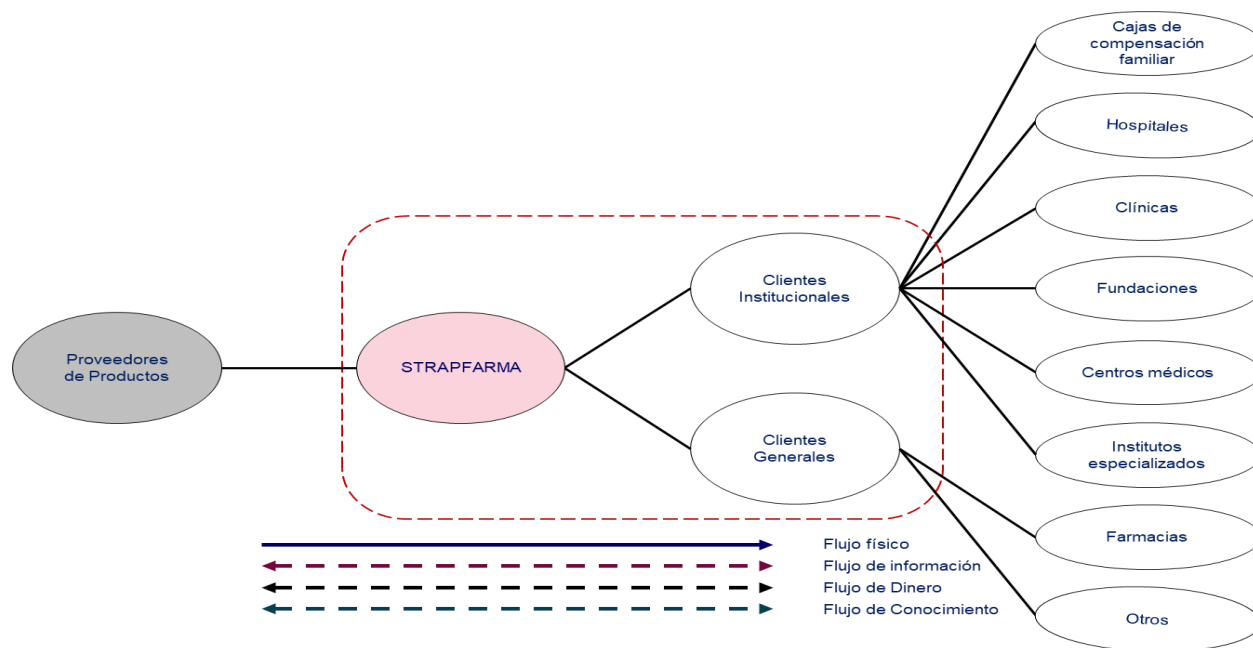 Cajas de
compensación
familiar
Hospitales
Clínicas
Fundaciones
Centros médicos
Institutos
especializados
Farmacias
Otros
Clientes
Institucionales
Clientes
Generales
STRAPFARMA
Proveedores
de Productos
Flujo físico
Flujo de información
Flujo de Dinero
Flujo de Conocimiento